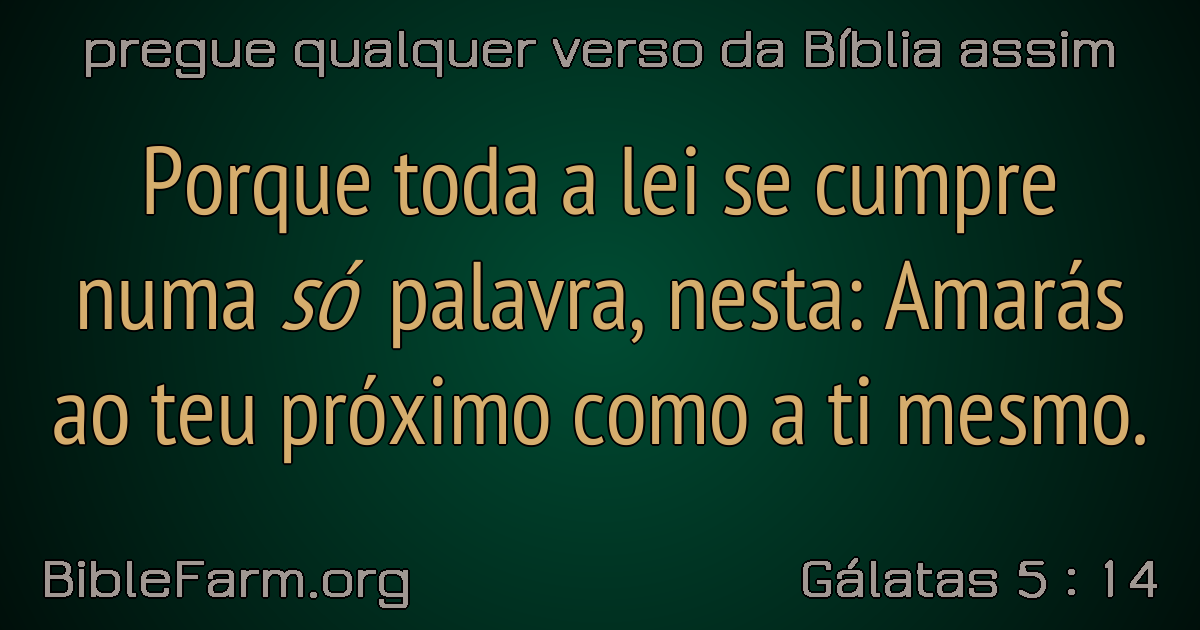 pregue qualquer verso da Bíblia assim
Porque toda a lei se cumpre
numa só palavra, nesta: Amarás
ao teu próximo como a ti mesmo.
BibleFarm.org
Gálatas 5 : 14